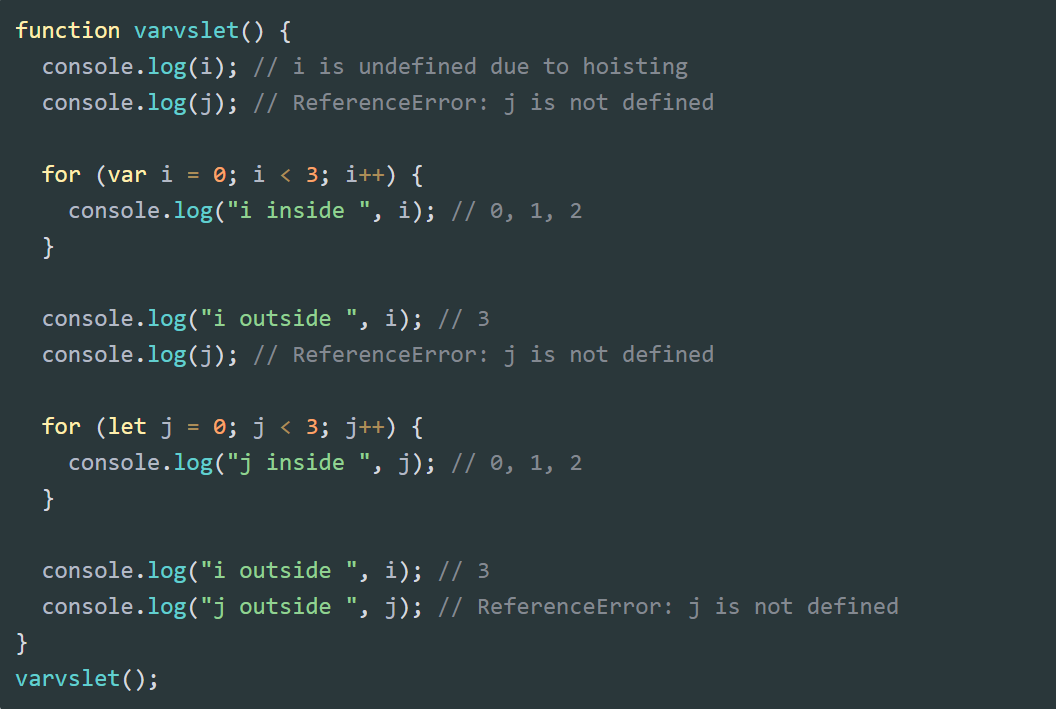 function varvslet() {
  console.log(i); // i is undefined due to hoisting
  console.log(j); // ReferenceError: j is not defined

  for (var i = 0; i < 3; i++) {
    console.log("i inside ", i); // 0, 1, 2
  }

  console.log("i outside ", i); // 3
  console.log(j); // ReferenceError: j is not defined

  for (let j = 0; j < 3; j++) {
    console.log("j inside ", j); // 0, 1, 2
  }

  console.log("i outside ", i); // 3
  console.log("j outside ", j); // ReferenceError: j is not defined
}
varvslet();